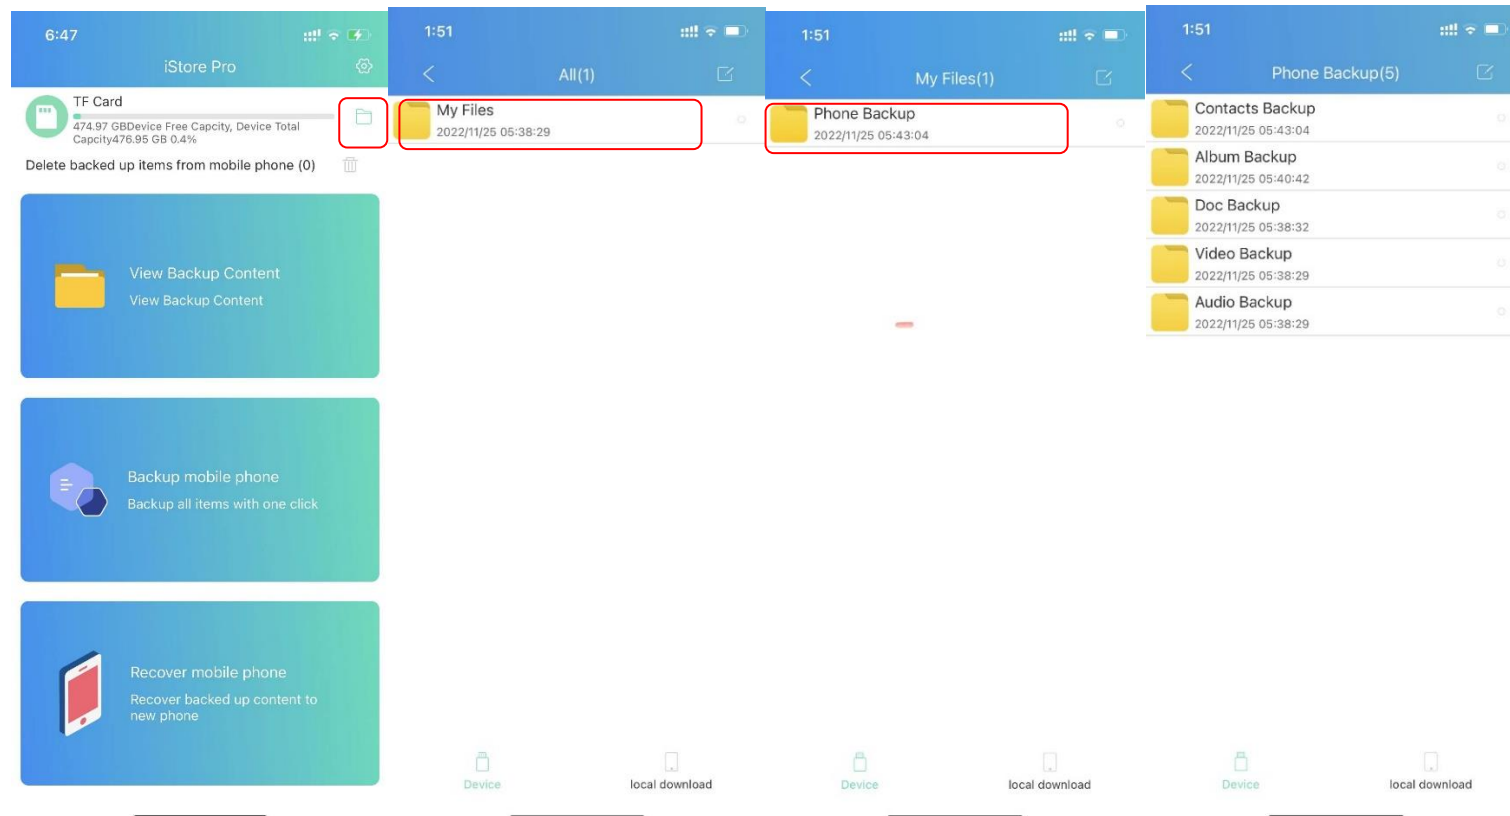 6:47
iStore Pro
TF Card
474.97 GBDevice Free Capcity, Device Total
Capcity476.95 GB 0.4%
Delete backed up items from mobile phone (0)
View Backup Content
View Backup Content
Backup mobile phone
Backup all items with one click
Recover mobile phone
Recover backed up content to
new phone
1:51
All(1)
My Files
2022/11/25 05:38:29
Device
local download
1:51
My Files(1)
Phone Backup
2022/11/25 05:43:04
Device
local download
1:51
Phone Backup(5)
Contacts Backup
2022/11/25 05:43:04
Album Backup
2022/11/25 05:40:42
Doc Backup
2022/11/25 05:38:32
Video Backup
2022/11/25 05:38:29
Audio Backup
2022/11/25 05:38:29
Device
local download